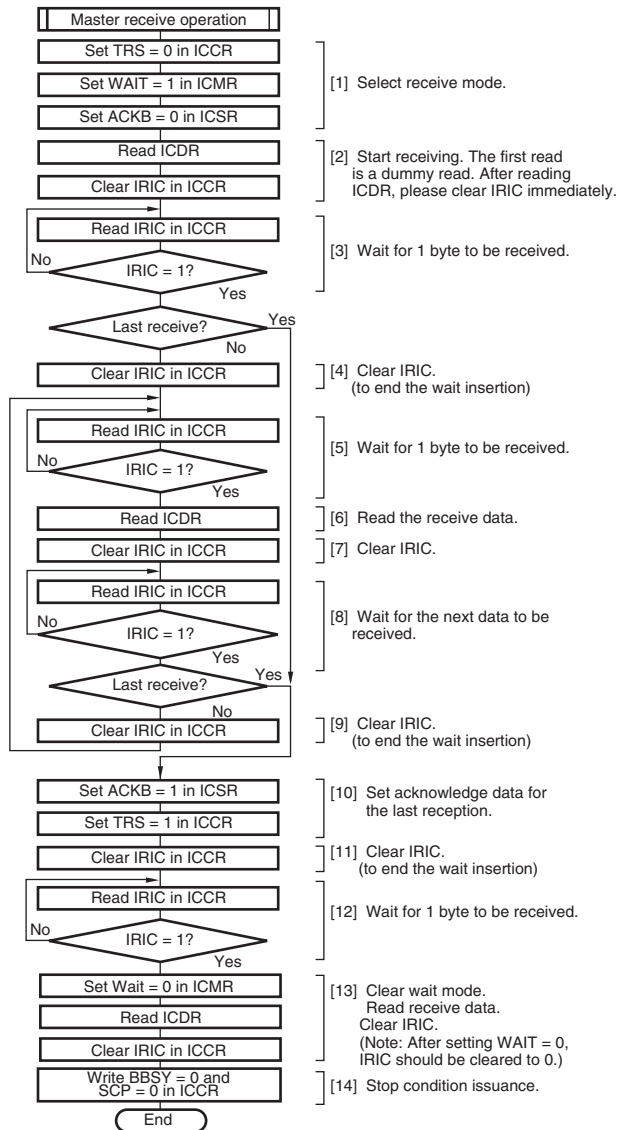 Master receive operation
Set TRS = 0 in ICCR
Set WAIT = 1 in ICMR
Set ACKB = 0 in ICSR
[1] Select receive mode.
Read ICDR
Clear IRIC in ICCR
[2] Start receiving. The first read
is a dummy read. After reading
ICDR, please clear IRIC immediately.
Read IRIC in ICCR
No
IRIC = 1?
Yes
[3] Wait for 1 byte to be received.
Last receive?
Yes
No
Clear IRIC in ICCR
[4] Clear IRIC.
(to end the wait insertion)
Read IRIC in ICCR
No
IRIC = 1?
Yes
[5] Wait for 1 byte to be received.
Read ICDR
[6] Read the receive data.
Clear IRIC in ICCR
[7] Clear IRIC.
Read IRIC in ICCR
No
IRIC = 1?
Yes
[8] Wait for the next data to be
received.
Last receive?
Yes
No
Clear IRIC in ICCR
[9] Clear IRIC.
(to end the wait insertion)
Set ACKB = 1 in ICSR
Set TRS = 1 in ICCR
[10] Set acknowledge data for
the last reception.
Clear IRIC in ICCR
[11] Clear IRIC.
(to end the wait insertion)
Read IRIC in ICCR
No
IRIC = 1?
Yes
[12] Wait for 1 byte to be received.
Set Wait = 0 in ICMR
Read ICDR
Clear IRIC in ICCR
[13] Clear wait mode.
Read receive data.
Clear IRIC.
(Note: After setting WAIT = 0,
IRIC should be cleared to 0.)
Write BBSY = 0 and
SCP = 0 in ICCR
[14] Stop condition issuance.
End